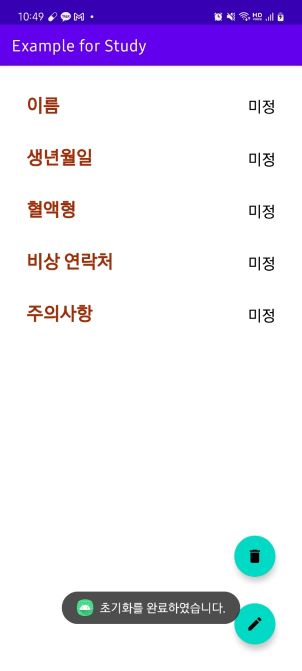 10:49
Example for Study
이름 미정
생년월일 미정
혈액형 미정
비상 연락처 미정
주의사항 미정
초기화를 완료하였습니다.